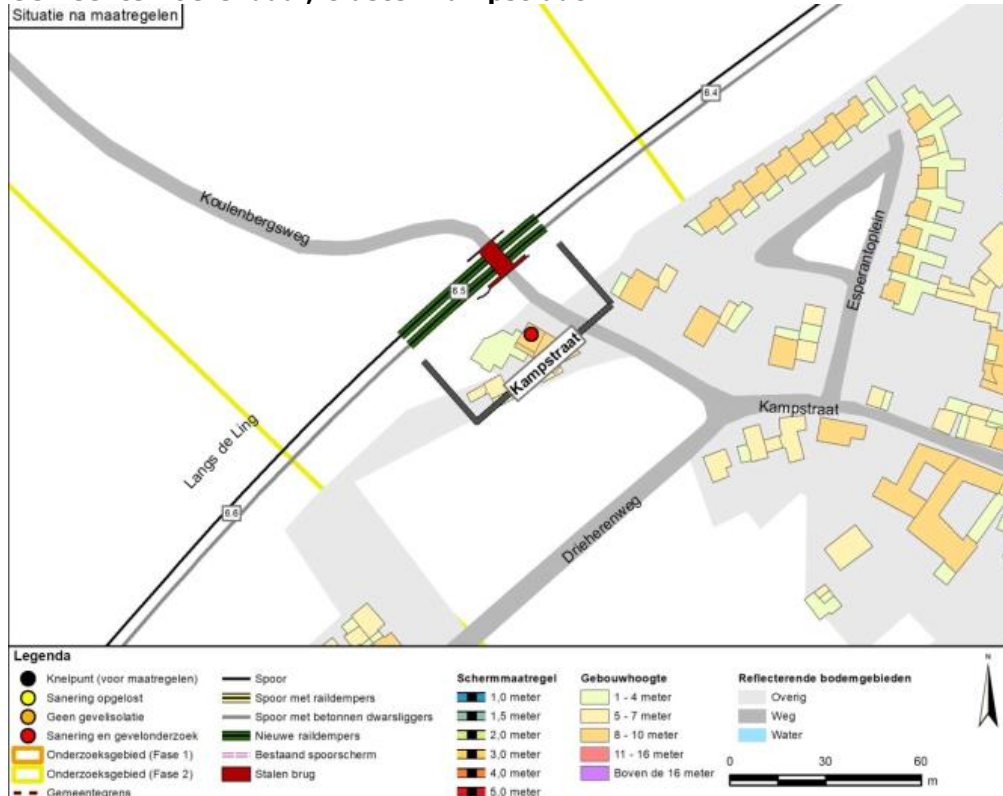 Situatie na maatregelen
6.4
Koulenbergsweg
6.5
Esperantoplein
Kampstraat
Kampstraat
Langs de Ling
6.6
Drieherenweg
Legenda
Knelpunt (voor maatregelen)
Sanering opgelost
Geen gevelisolatie
Sanering en gevelonderzoek
Onderzoeksgebied (Fase 1)
Onderzoeksgebied (Fase 2)
Gemeentegrens
Spoor
Spoor met raildempers
Spoor met betonnen dwarsliggers
Nieuwe raildempers
Bestaand spoorscherm
Stalen brug
Schermmaatregel
1,0 meter
1,5 meter
2,0 meter
3,0 meter
4,0 meter
5,0 meter
Gebouwhoogte
1 - 4 meter
5 - 7 meter
8 - 10 meter
11 - 16 meter
Boven de 16 meter
Reflecterende bodemgebieden
Overig
Weg
Water
N
0 30 60
m